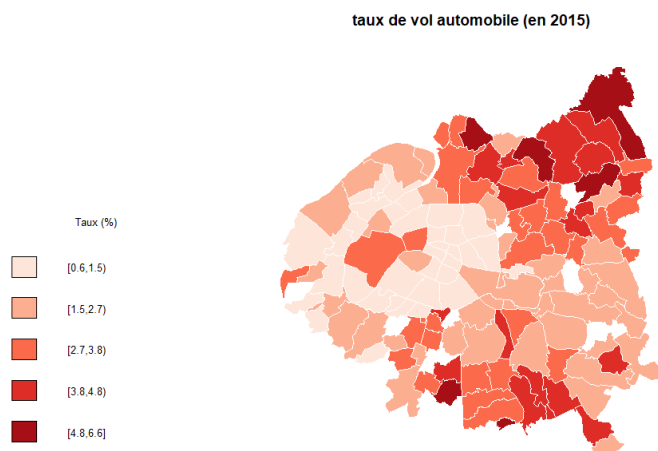 taux de vol automobile (en 2015)
Taux (%)
[0.6,1.5)
[1.5,2.7)
[2.7,3.8)
[3.8,4.8)
[4.8,6.6]